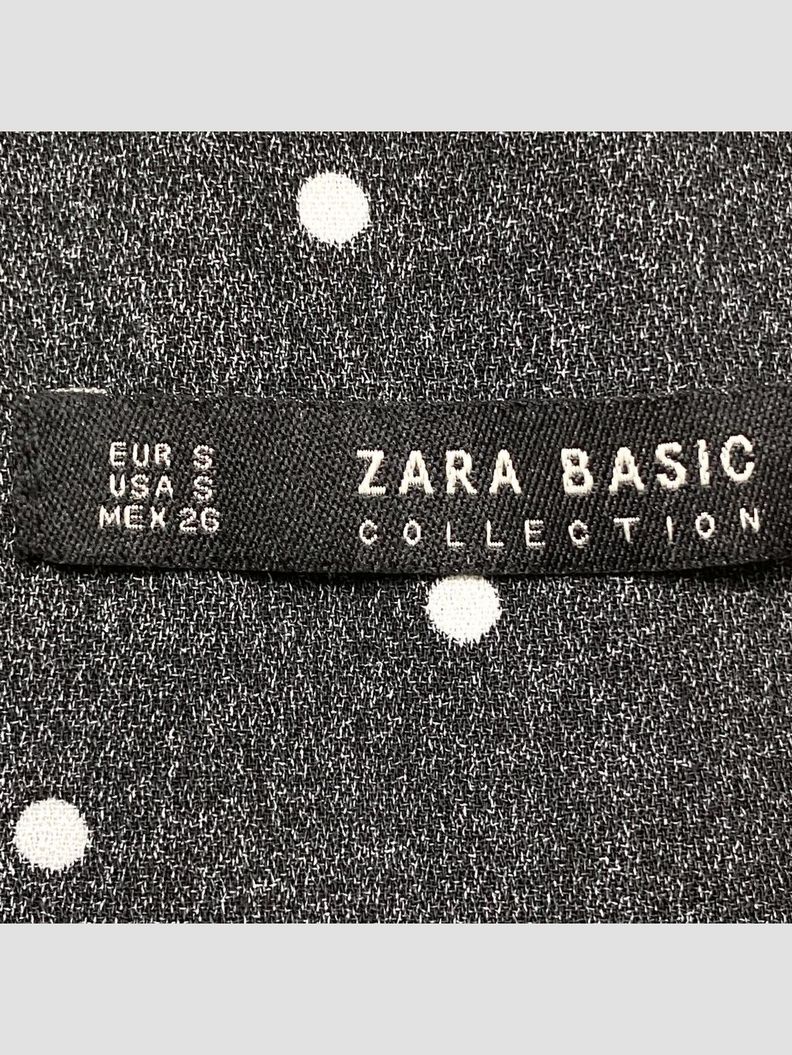 EUR S
USA S
MEX 26
ZARA BASIC
COLLECTION